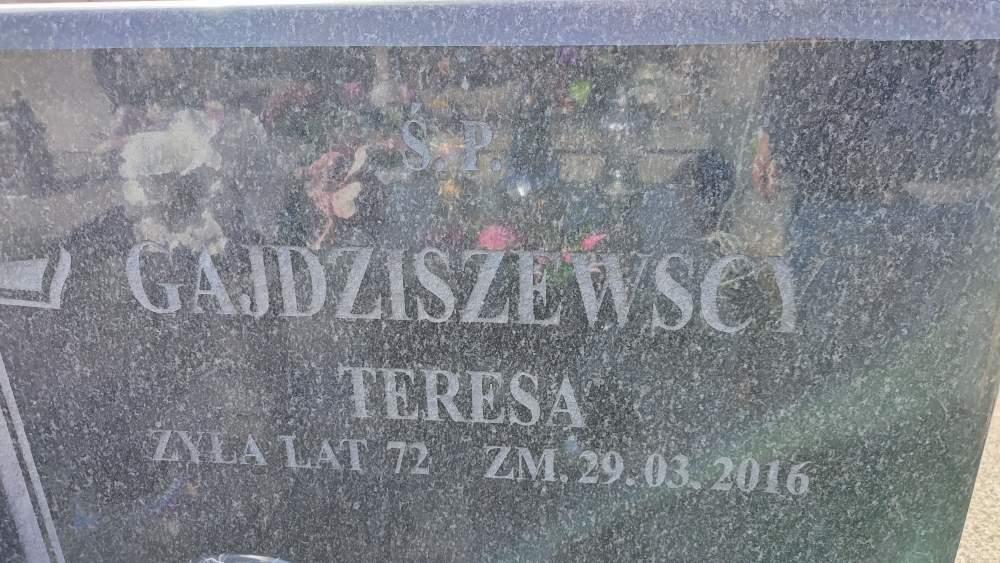 Ś. P.
GAJDZISZEWSCY
TERESA
ŻYŁA LAT 72 ZM. 29.03.2016